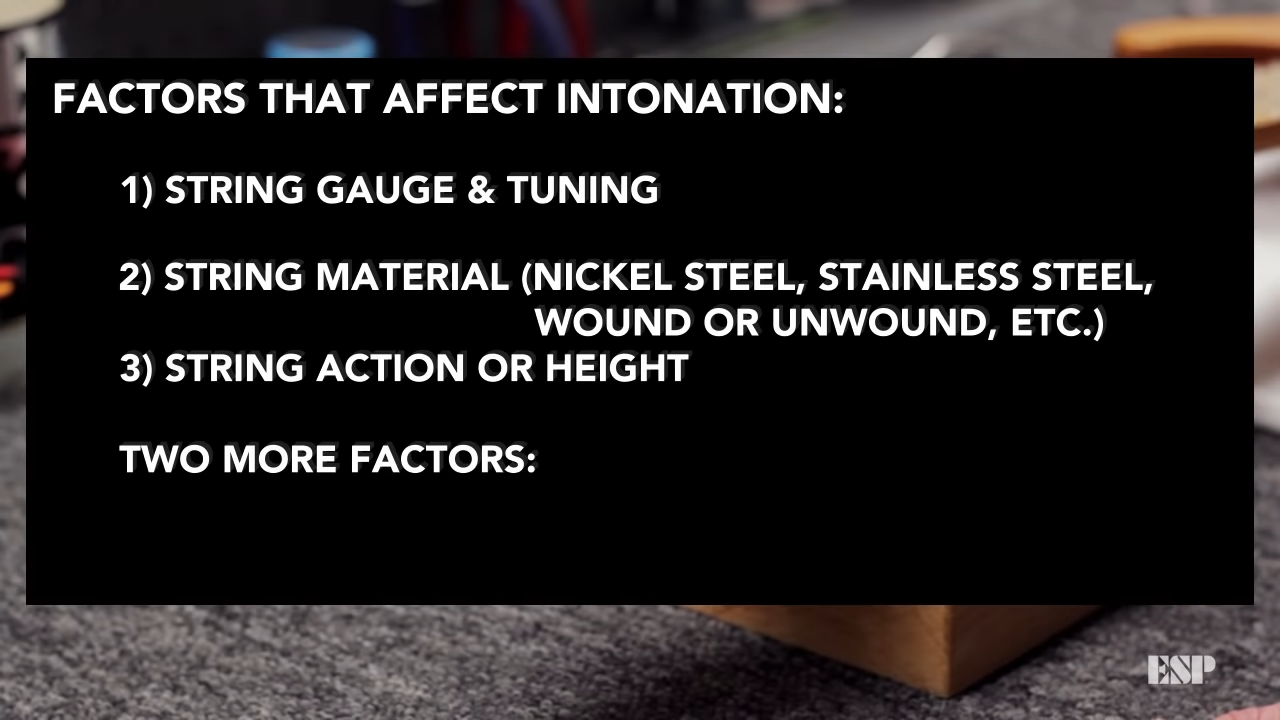 FACTORS THAT AFFECT INTONATION:
1) STRING GAUGE & TUNING
2) STRING MATERIAL (NICKEL STEEL, STAINLESS STEEL,
WOUND OR UNWOUND, ETC.)
3) STRING ACTION OR HEIGHT
TWO MORE FACTORS:
ESP